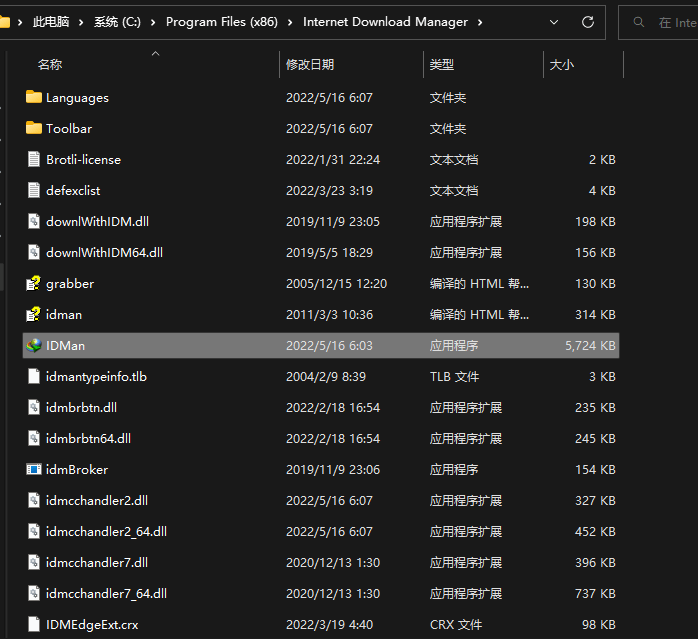 此电脑 系统 (C:) Program Files (x86) Internet Download Manager 在 Inte
名称 修改日期 类型 大小
Languages 2022/5/16 6:07 文件夹
Toolbar 2022/5/16 6:07 文件夹
Brotli-license 2022/1/31 22:24 文本文档 2 KB
defexclist 2022/3/23 3:19 文本文档 4 KB
downlWithIDM.dll 2019/11/9 23:05 应用程序扩展 198 KB
downlWithIDM64.dll 2019/5/5 18:29 应用程序扩展 156 KB
grabber 2005/12/15 12:20 编译的 HTML 帮... 130 KB
idman 2011/3/3 10:36 编译的 HTML 帮... 314 KB
IDMan 2022/5/16 6:03 应用程序 5,724 KB
idmantypeinfo.tlb 2004/2/9 8:39 TLB 文件 3 KB
idmbrbtn.dll 2022/2/18 16:54 应用程序扩展 235 KB
idmbrbtn64.dll 2022/2/18 16:54 应用程序扩展 245 KB
idmBroker 2019/11/9 23:06 应用程序 154 KB
idmcchandler2.dll 2022/5/16 6:07 应用程序扩展 327 KB
idmcchandler2_64.dll 2022/5/16 6:07 应用程序扩展 452 KB
idmcchandler7.dll 2020/12/13 1:30 应用程序扩展 396 KB
idmcchandler7_64.dll 2020/12/13 1:30 应用程序扩展 737 KB
IDMEdgeExt.crx 2022/3/19 4:40 CRX 文件 98 KB